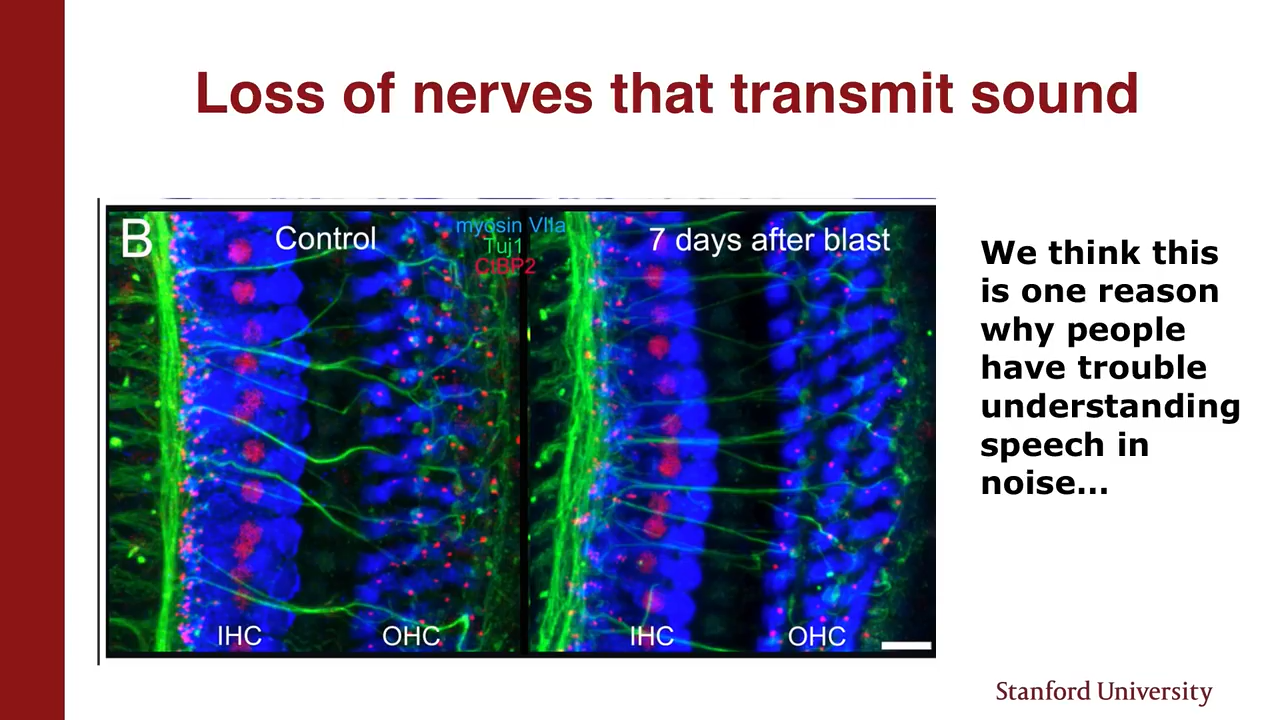 Loss of nerves that transmit sound
B
Control
myosin VIIa
Tuj1
CtBP2
7 days after blast
IHC
OHC
IHC
OHC
We think this
is one reason
why people
have trouble
understanding
speech in
noise...
Stanford University